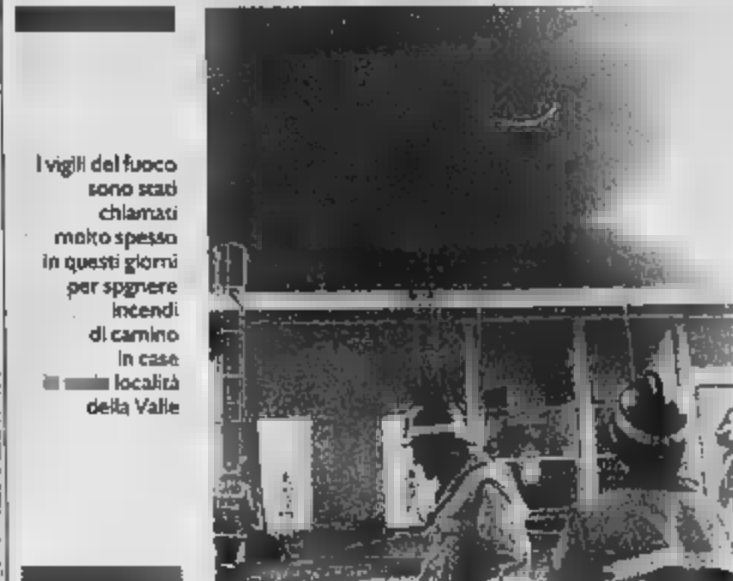 I vigili del fuoco
sono stati
chiamati
molto spesso
in questi giorni
per spgnere
incendi
di camino
in case
località
della Valle